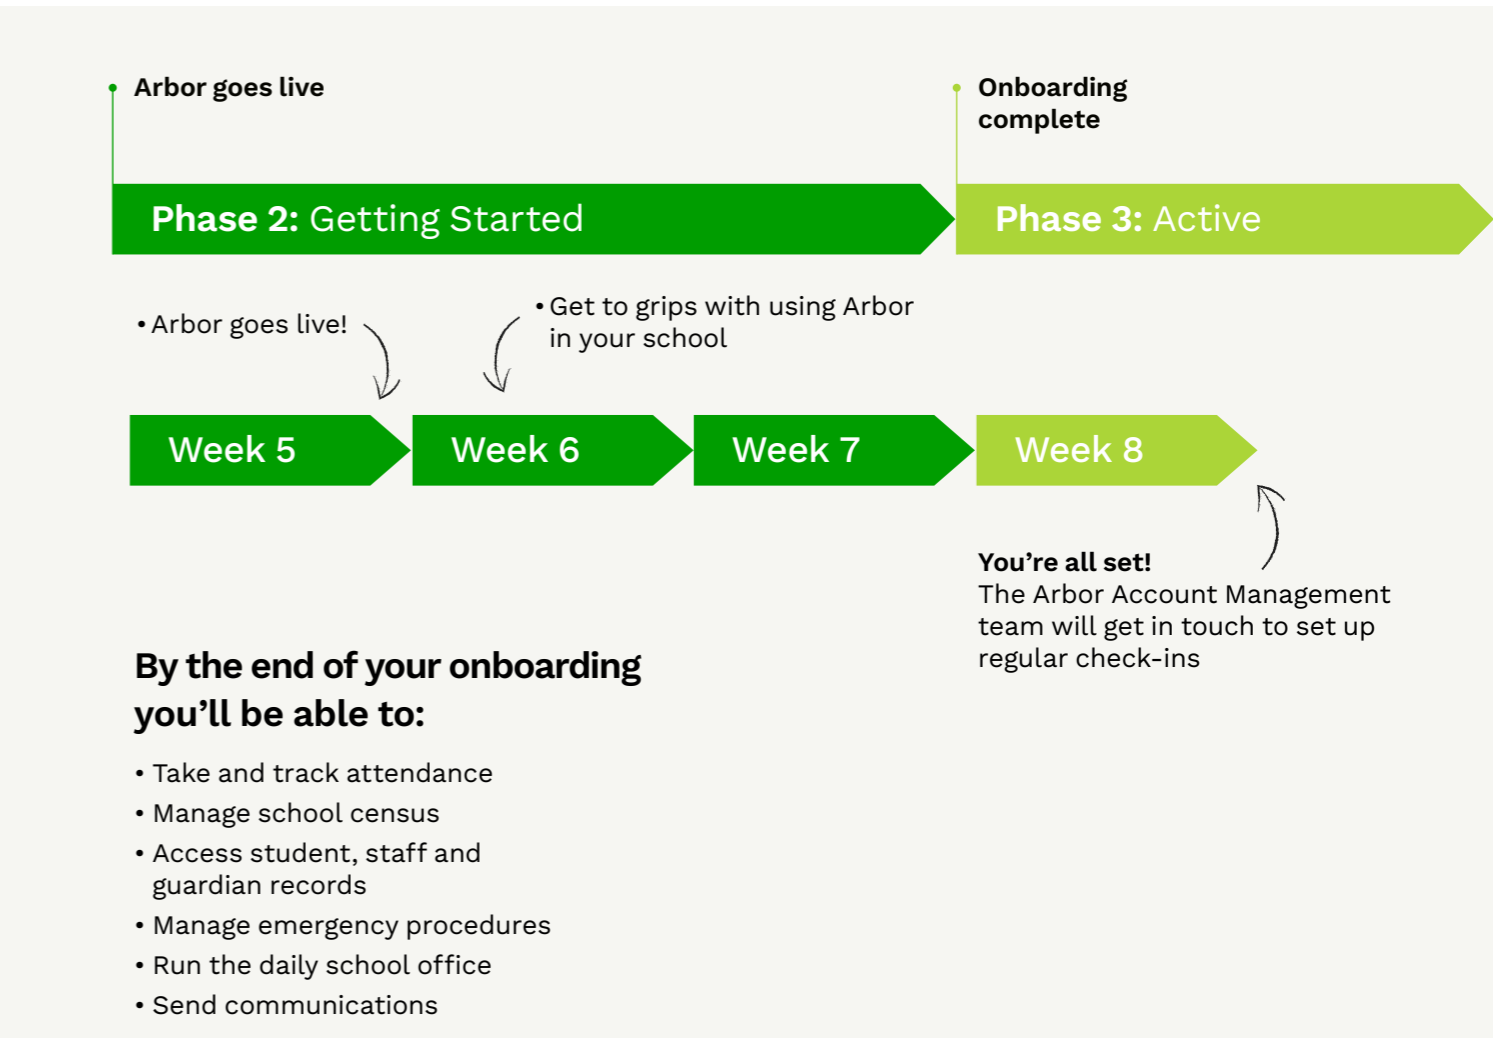 Arbor goes live
Onboarding
complete
Phase 2: Getting Started
Phase 3: Active
• Arbor goes live!
• Get to grips with using Arbor
in your school
Week 5
Week 6
Week 7
Week 8
You’re all set!
The Arbor Account Management
team will get in touch to set up
regular check-ins
By the end of your onboarding
you’ll be able to:
• Take and track attendance
• Manage school census
• Access student, staff and
guardian records
• Manage emergency procedures
• Run the daily school office
• Send communications